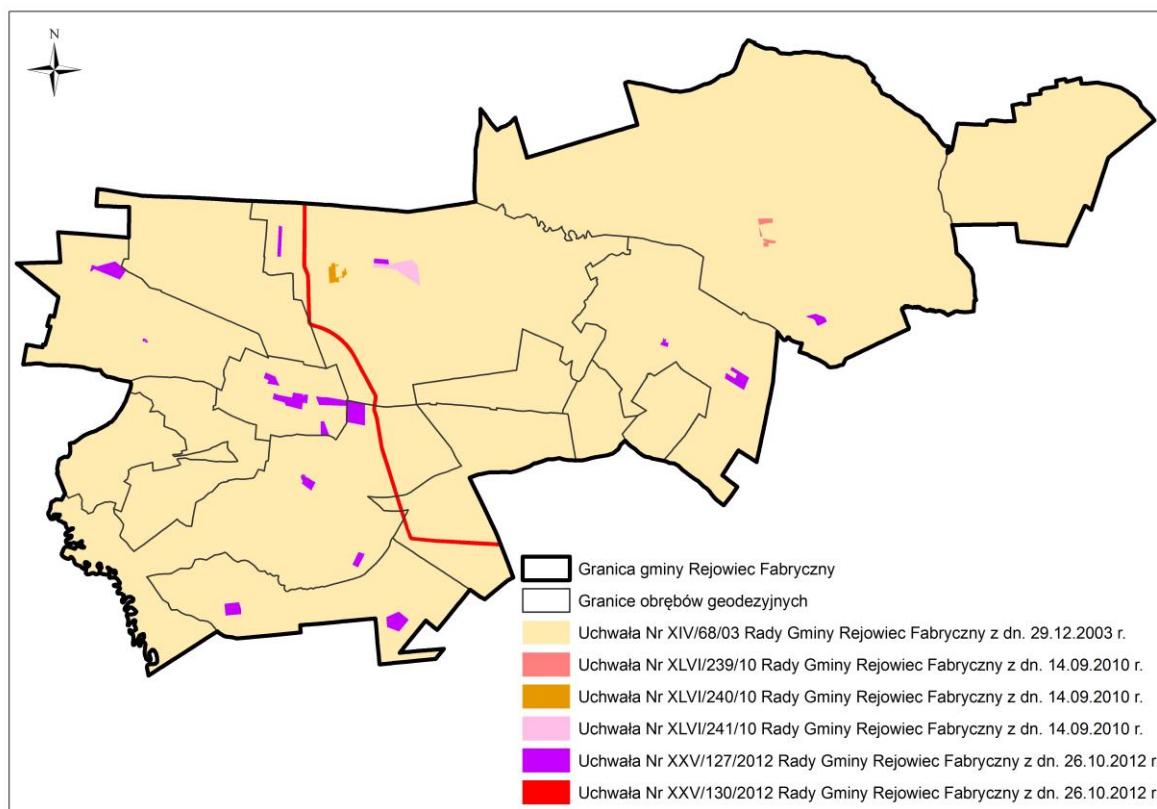 N
Granica gminy Rejowiec Fabryczny
Granice obrębów geodezyjnych
Uchwała Nr XIV/68/03 Rady Gminy Rejowiec Fabryczny z dn. 29.12.2003 r.
Uchwała Nr XLVI/239/10 Rady Gminy Rejowiec Fabryczny z dn. 14.09.2010 r.
Uchwała Nr XLVI/240/10 Rady Gminy Rejowiec Fabryczny z dn. 14.09.2010 r.
Uchwała Nr XLVI/241/10 Rady Gminy Rejowiec Fabryczny z dn. 14.09.2010 r.
Uchwała Nr XXV/127/2012 Rady Gminy Rejowiec Fabryczny z dn. 26.10.2012 r.
Uchwała Nr XXV/130/2012 Rady Gminy Rejowiec Fabryczny z dn. 26.10.2012 r.